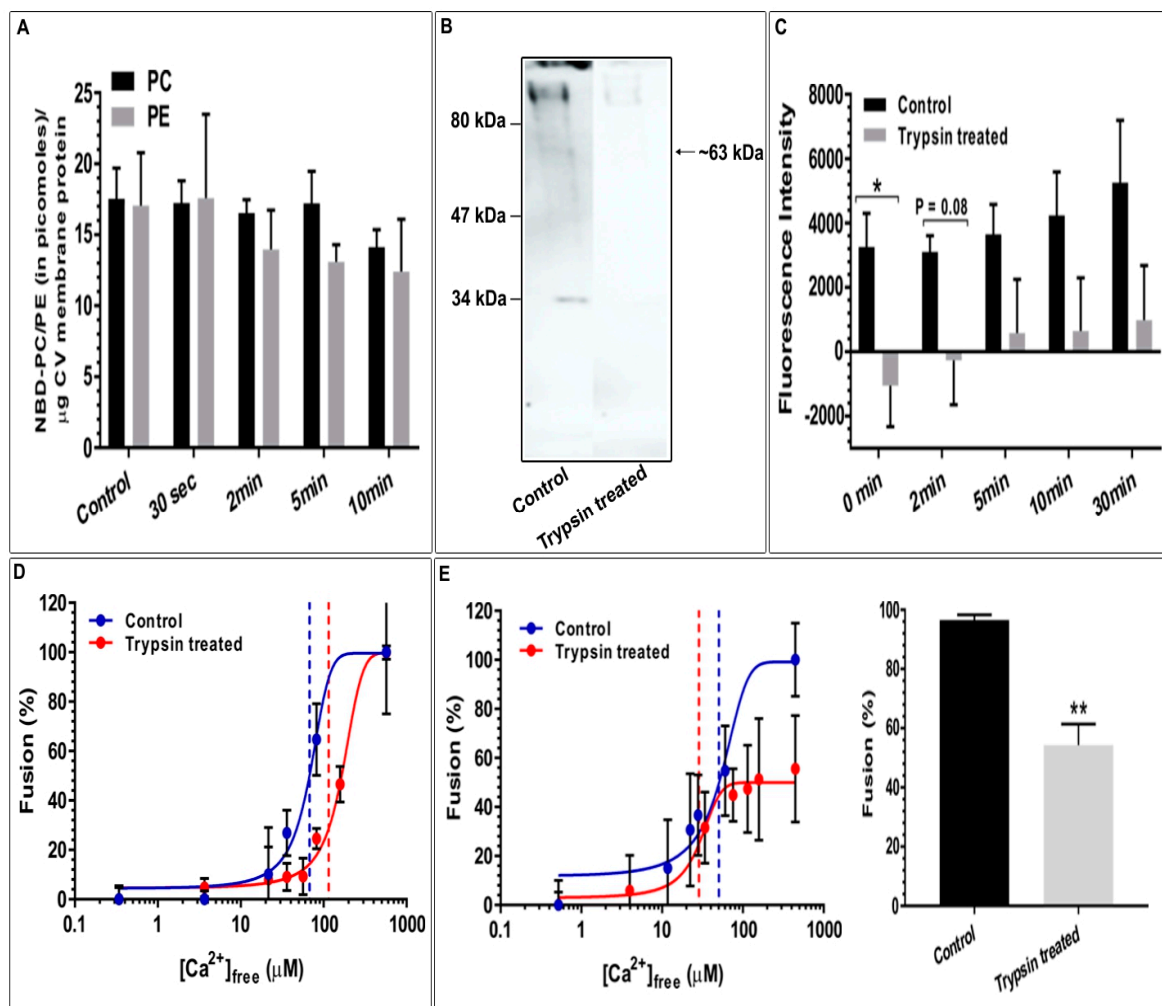 A
PC
PE
NBD-PC/PE (in picomoles)/
µg CV membrane protein
25
20
15
10
5
0
Control
30 sec
2min
5min
10min
B
80 kDa
←~63 kDa
47 kDa
34 kDa
Control
Trypsin treated
C
Control
Trypsin treated
Fluorescence Intensity
8000
6000
4000
2000
0
-2000
*
P = 0.08
0 min
2min
5min
10min
30min
D
Control
Trypsin treated
Fusion (%)
120
100
80
60
40
20
0
0.1
1
10
100
1000
[Ca2+]free (µM)
E
Control
Trypsin treated
Fusion (%)
120
100
80
60
40
20
0
0.1
1
10
100
1000
[Ca2+]free (µM)
Fusion (%)
100
80
60
40
20
0
**
Control
Trypsin treated